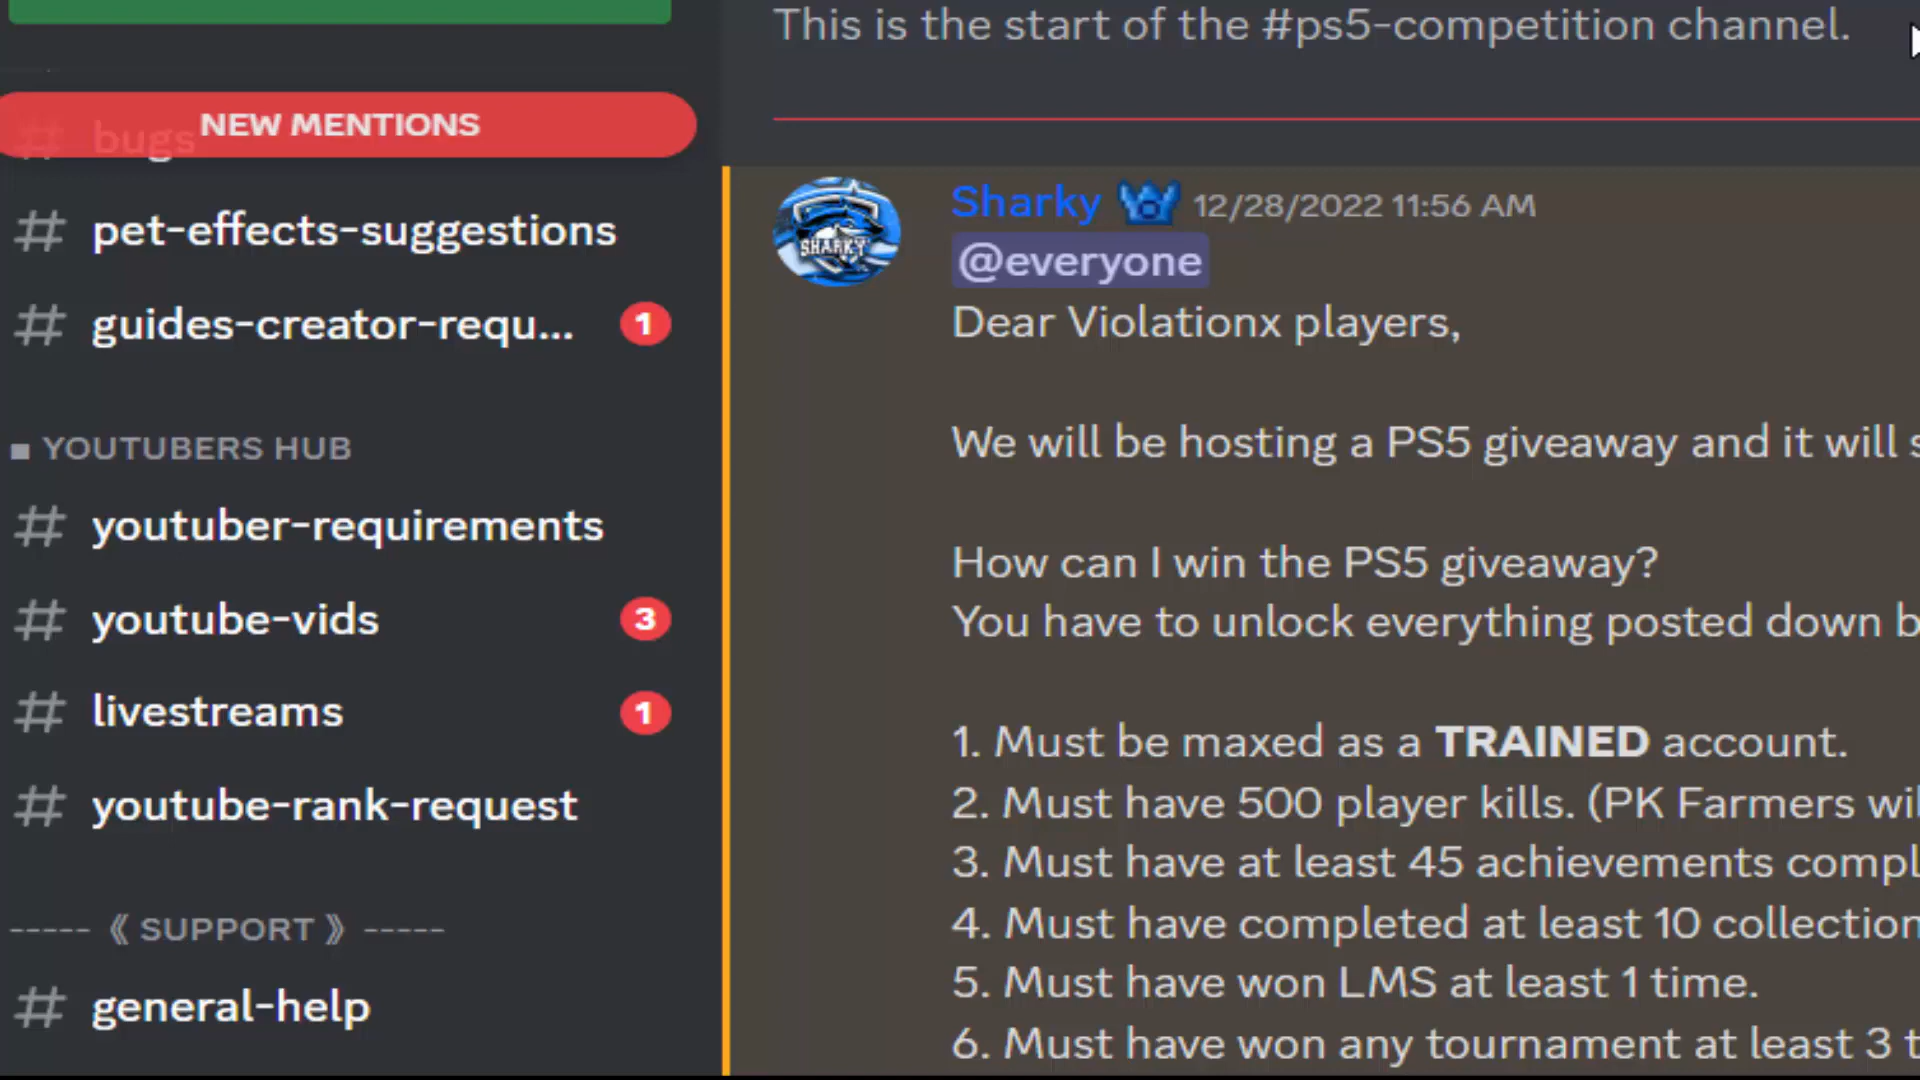 NEW MENTIONS
bugs
pet-effects-suggestions
guides-creator-requ...
1
YOUTUBERS HUB
youtuber-requirements
youtube-vids
3
livestreams
1
youtube-rank-request
----- 《 SUPPORT 》 -----
general-help
This is the start of the #ps5-competition channel.
SHARKY
Sharky 12/28/2022 11:56 AM
@everyone
Dear Violationx players,
We will be hosting a PS5 giveaway and it will
How can I win the PS5 giveaway?
You have to unlock everything posted down
1. Must be maxed as a TRAINED account.
2. Must have 500 player kills. (PK Farmers
3. Must have at least 45 achievements
4. Must have completed at least 10
5. Must have won LMS at least 1 time.
6. Must have won any tournament at least 3